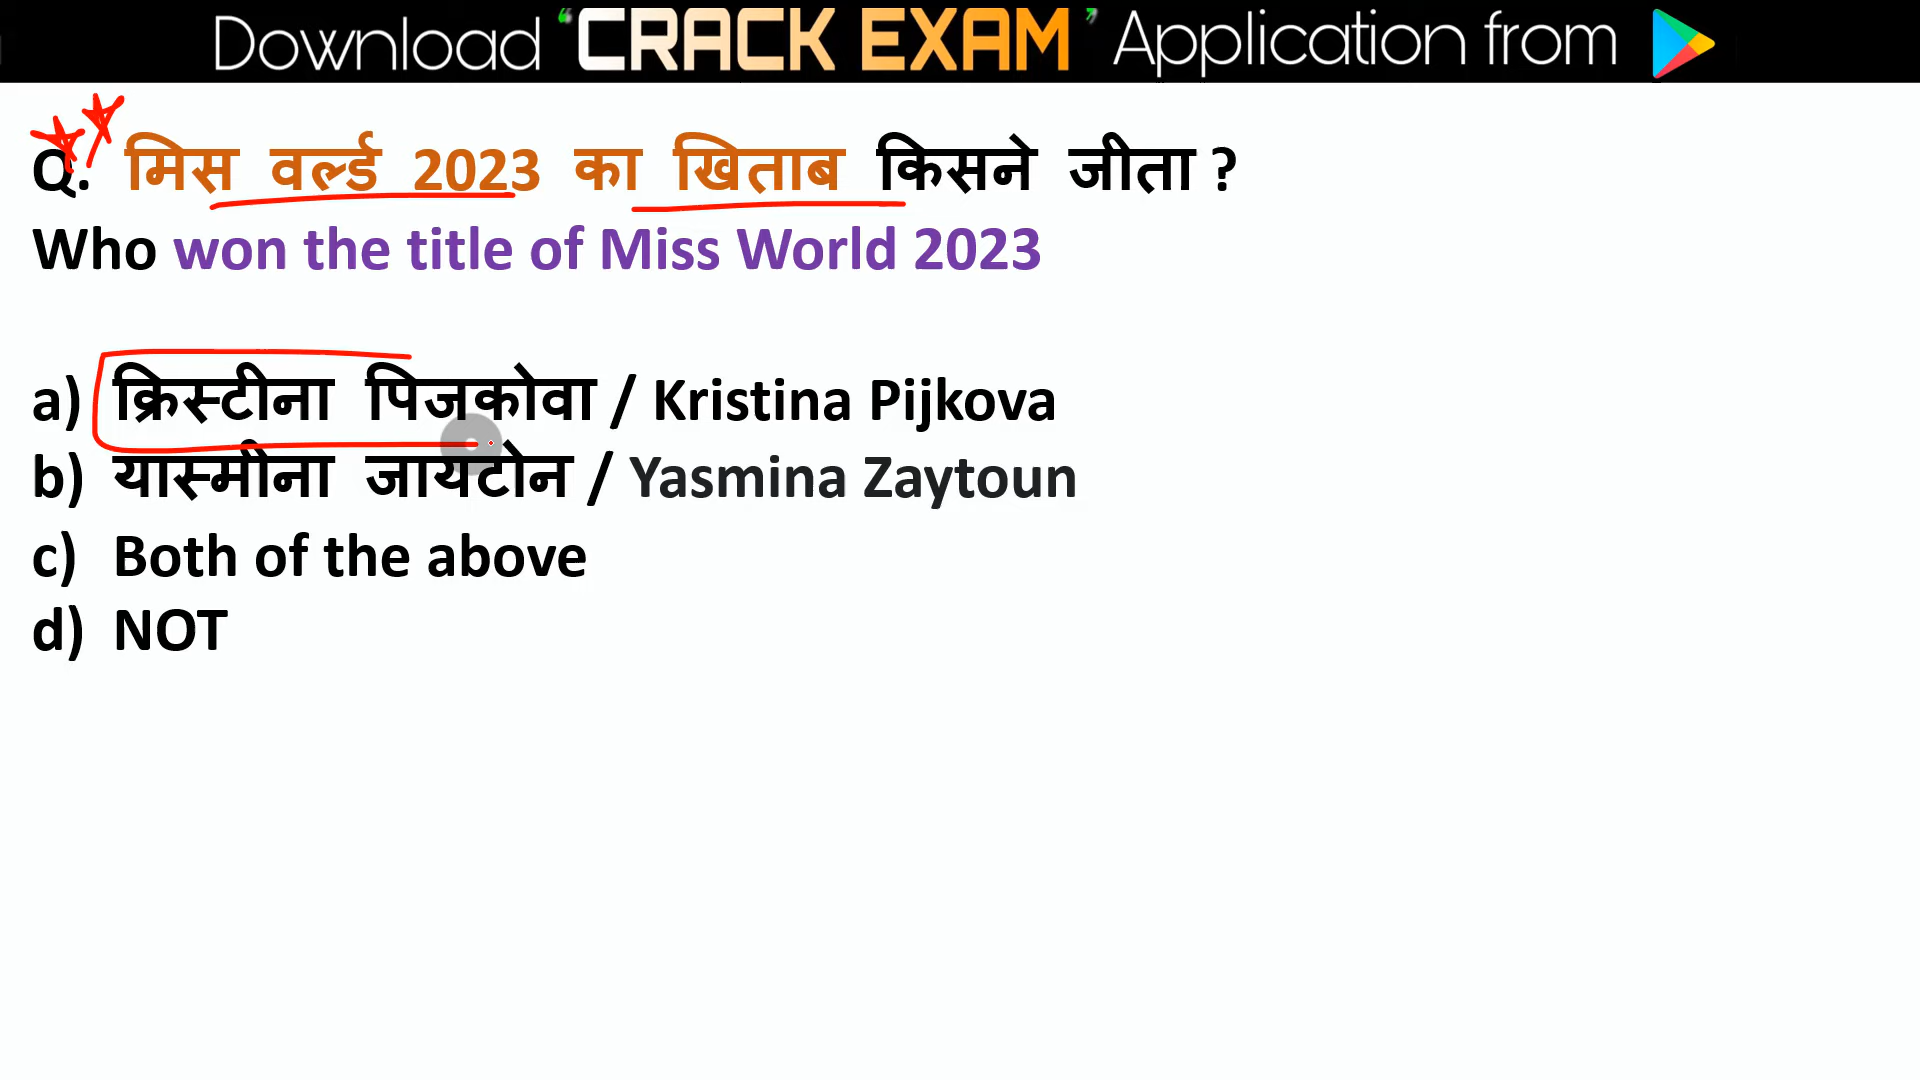 Download ‘CRACK EXAM’ Application from
Q. मिस वर्ल्ड 2023 का खिताब किसने जीता ?
Who won the title of Miss World 2023
a) क्रिस्टीना पिजकोवा / Kristina Pijkova
b) यास्मीना जायटोन / Yasmina Zaytoun
c) Both of the above
d) NOT